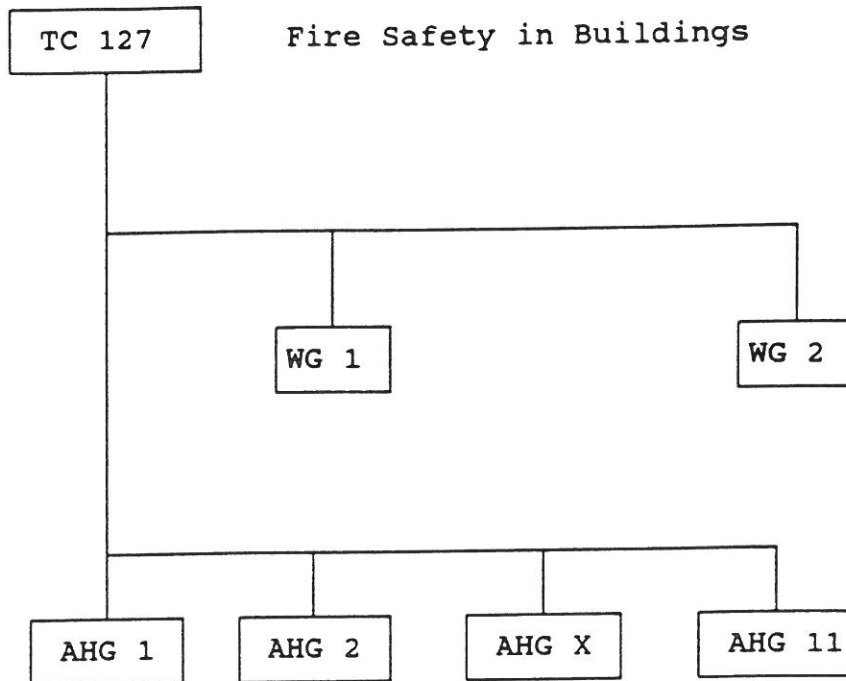 TC 127
Fire Safety in Buildings
WG 1
WG 2
AHG 1
AHG 2
AHG X
AHG 11